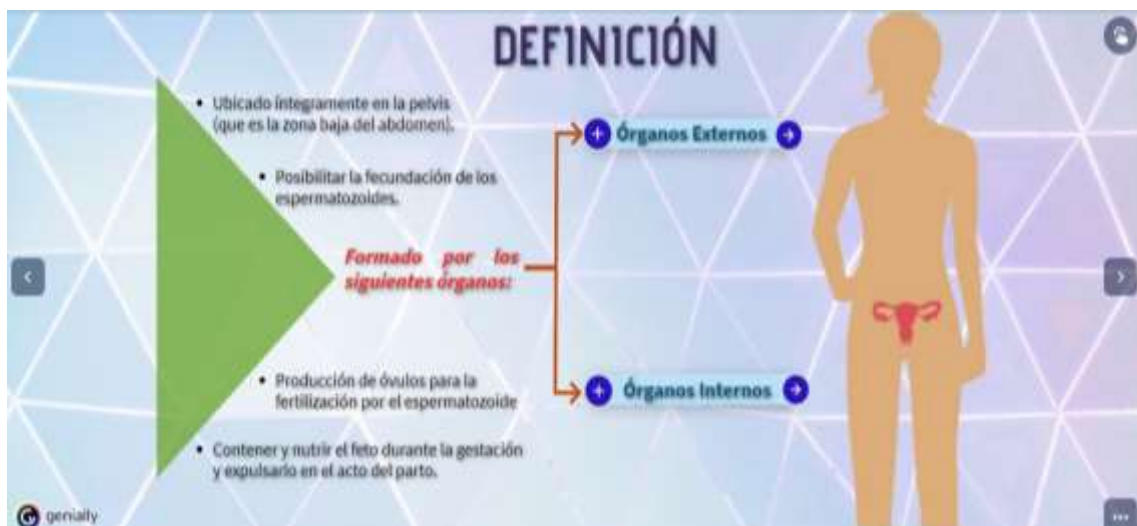 DEFINICIÓN
• Ubicado íntegramente en la pelvis
(que es la zona baja del abdomen).
• Posibilitar la fecundación de los
espermatozoides.
Formado por los
siguientes órganos:
Órganos Externos
Órganos Internos
• Producción de óvulos para la
fertilización por el espermatozoide
• Contener y nutrir el feto durante la gestación
y expulsarlo en el acto del parto.
genially